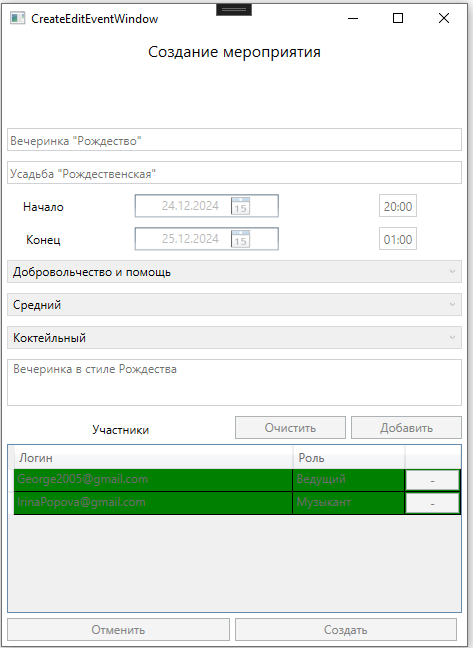 CreateEditEventWindow
Создание мероприятия
Вечеринка "Рождество"
Усадьба "Рождественская"
Начало 24.12.2024 15 20:00
Конец 25.12.2024 15 01:00
Добровольчество и помощь
Средний
Коктейльный
Вечеринка в стиле Рождества
Участники Очистить Добавить
Логин Роль
George2005@gmail.com Ведущий -
IrinaPopova@gmail.com Музыкант -
Отменить Создать